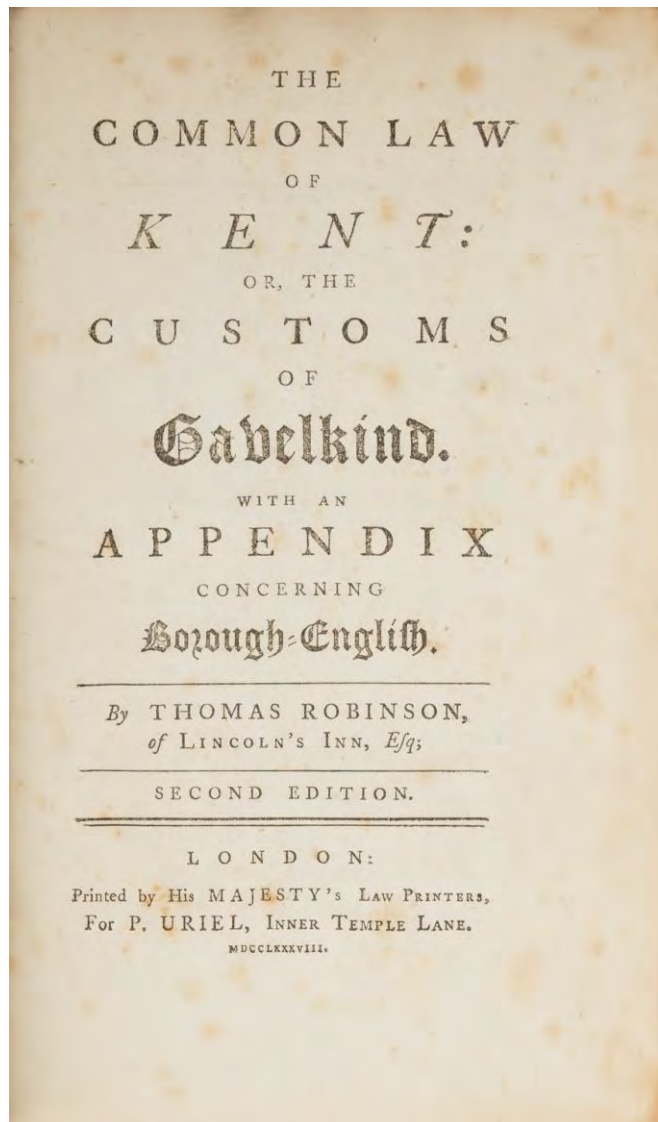 THE
COMMON LAW
OF
KENT:
OR, THE
CUSTOMS
OF
Gavelkind.
WITH AN
APPENDIX
CONCERNING
Borough-Engliſh.
By THOMAS ROBINSON,
of LINCOLN'S INN, Eſq;
SECOND EDITION.
LONDON:
Printed by His MAJESTY's LAW PRINTERS,
For P. URIEL, INNER TEMPLE LANE.
MDCCLXXXVIII.